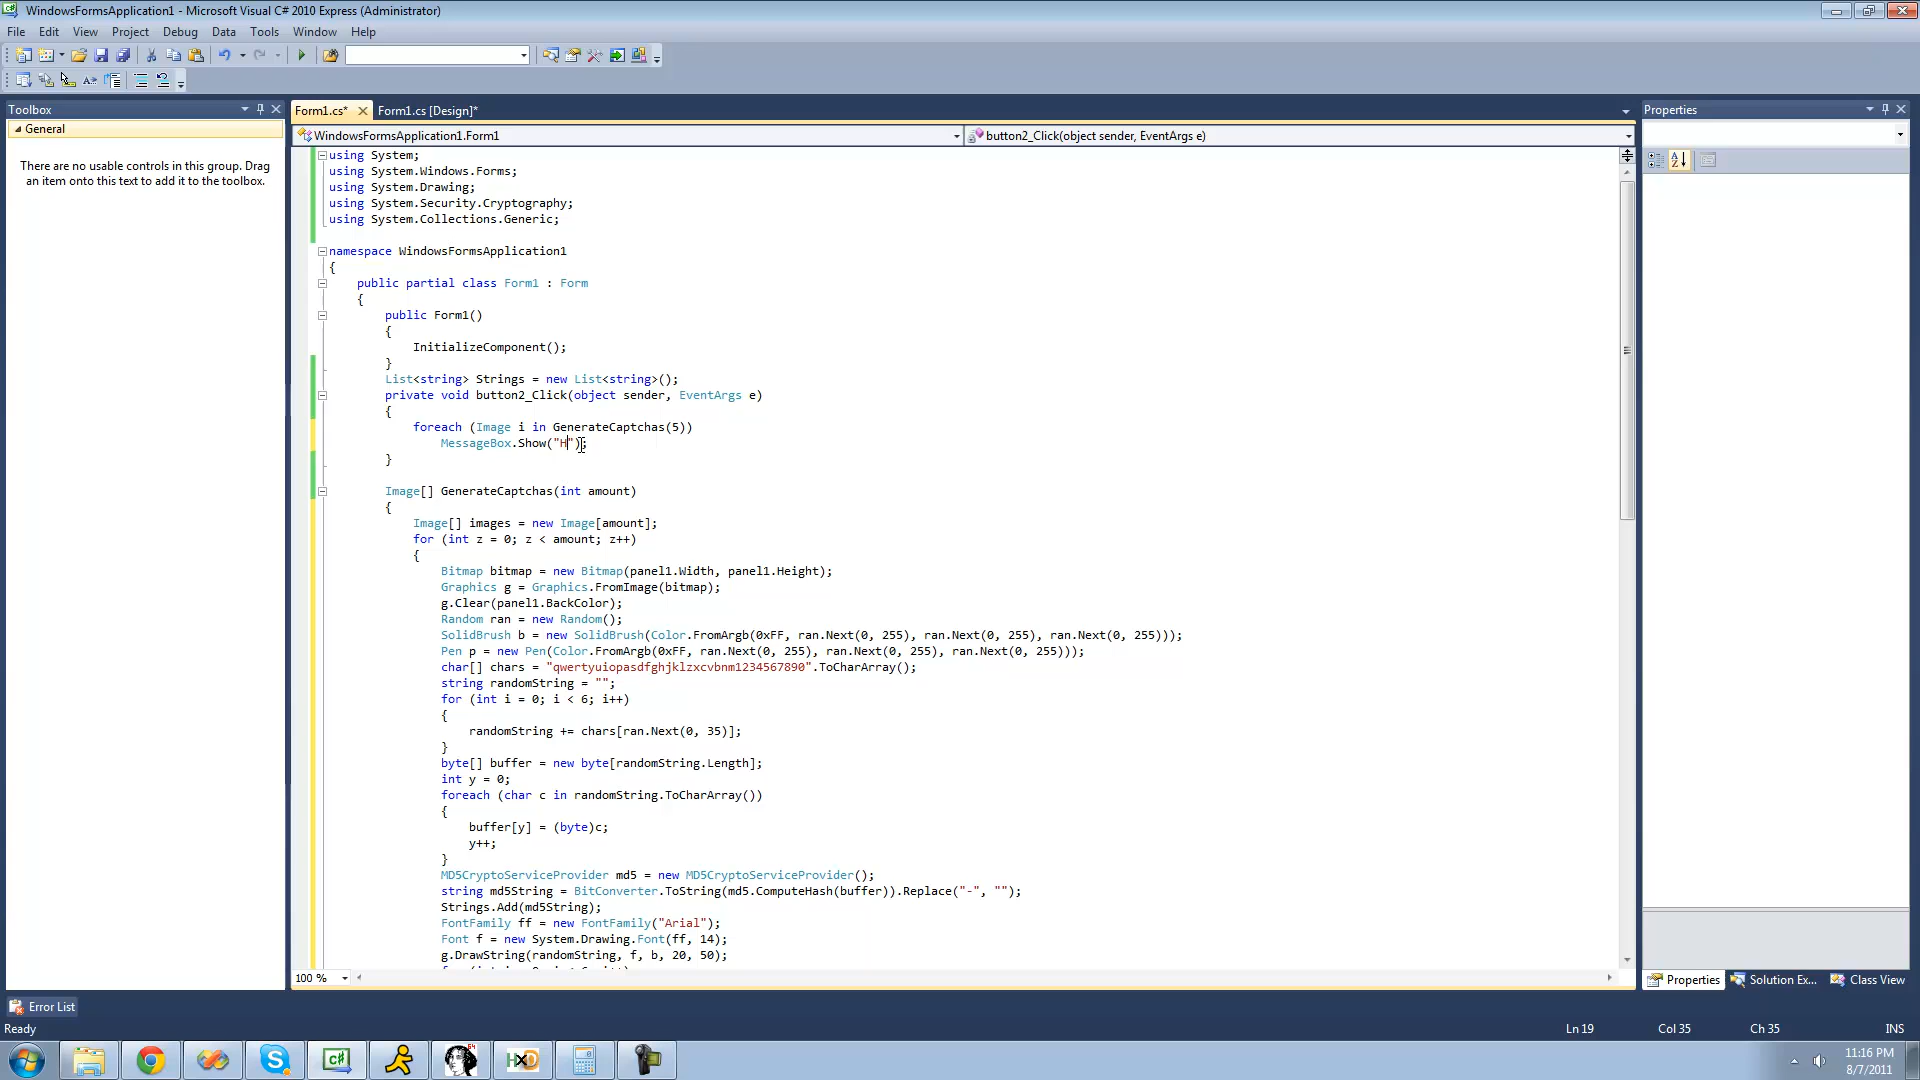 WindowsFormsApplication1 - Microsoft Visual C# 2010 Express (Administrator)
File Edit View Project Debug Data Tools Window Help
Toolbox
General
There are no usable controls in this group. Drag
an item onto this text to add it to the toolbox.
Form1.cs* Form1.cs [Design]*
WindowsFormsApplication1.Form1 button2_Click(object sender, EventArgs e)
using System;
using System.Windows.Forms;
using System.Drawing;
using System.Security.Cryptography;
using System.Collections.Generic;
namespace WindowsFormsApplication1
{
public partial class Form1 : Form
{
public Form1()
{
InitializeComponent();
}
List<string> Strings = new List<string>();
private void button2_Click(object sender, EventArgs e)
{
foreach (Image i in GenerateCaptchas(5))
MessageBox.Show("H");
}
Image[] GenerateCaptchas(int amount)
{
Image[] images = new Image[amount];
for (int z = 0; z < amount; z++)
{
Bitmap bitmap = new Bitmap(panel1.Width, panel1.Height);
Graphics g = Graphics.FromImage(bitmap);
g.Clear(panel1.BackColor);
Random ran = new Random();
SolidBrush b = new SolidBrush(Color.FromArgb(0xFF, ran.Next(0, 255), ran.Next(0, 255), ran.Next(0, 255)));
Pen p = new Pen(Color.FromArgb(0xFF, ran.Next(0, 255), ran.Next(0, 255), ran.Next(0, 255)));
char[] chars = "qwertyuiopasdfghjklzxcvbnm1234567890".ToCharArray();
string randomString = "";
for (int i = 0; i < 6; i++)
{
randomString += chars[ran.Next(0, 35)];
}
byte[] buffer = new byte[randomString.Length];
int y = 0;
foreach (char c in randomString.ToCharArray())
{
buffer[y] = (byte)c;
y++;
}
MD5CryptoServiceProvider md5 = new MD5CryptoServiceProvider();
string md5String = BitConverter.ToString(md5.ComputeHash(buffer)).Replace("-", "");
Strings.Add(md5String);
FontFamily ff = new FontFamily("Arial");
Font f = new System.Drawing.Font(ff, 14);
g.DrawString(randomString, f, b, 20, 50);
100 %
Properties
Properties Solution Ex... Class View
Error List
Ready Ln 19 Col 35 Ch 35 INS
11:16 PM
8/7/2011